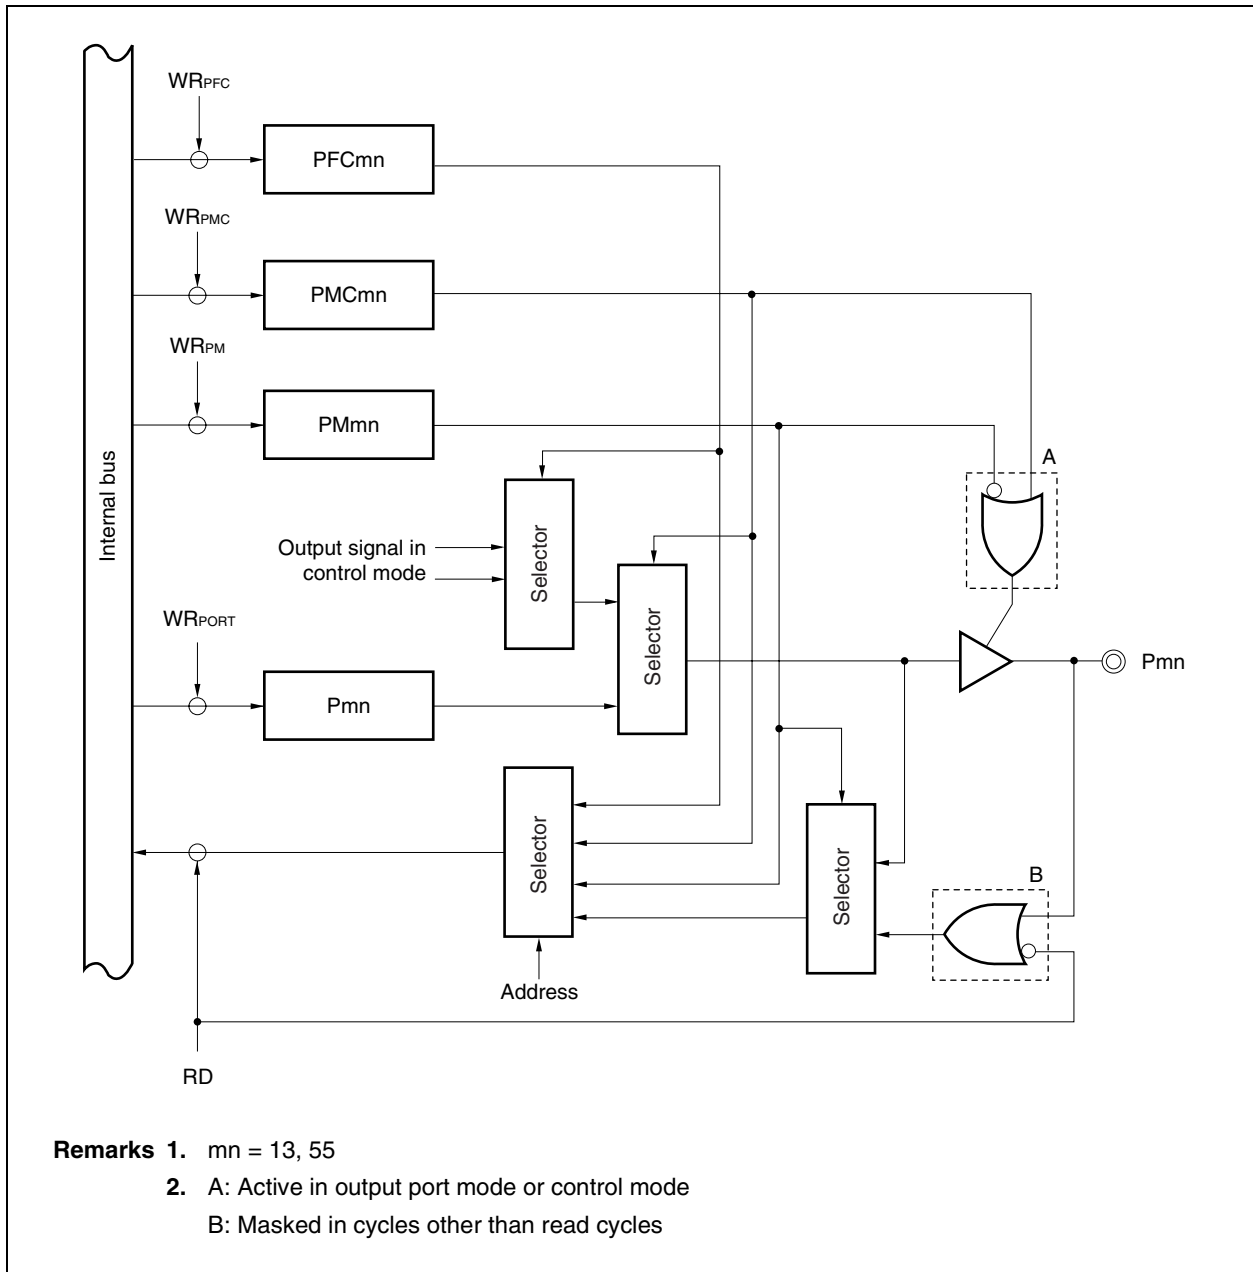 WRPFC
PFCmn
WRPMC
PMCmn
WRPM
PMmn
A
Internal bus
Selector
Output signal in
control mode
Selector
WRPORT
Pmn
Pmn
Selector
Selector
B
Address
RD
Remarks 1. mn = 13, 55
2. A: Active in output port mode or control mode
B: Masked in cycles other than read cycles